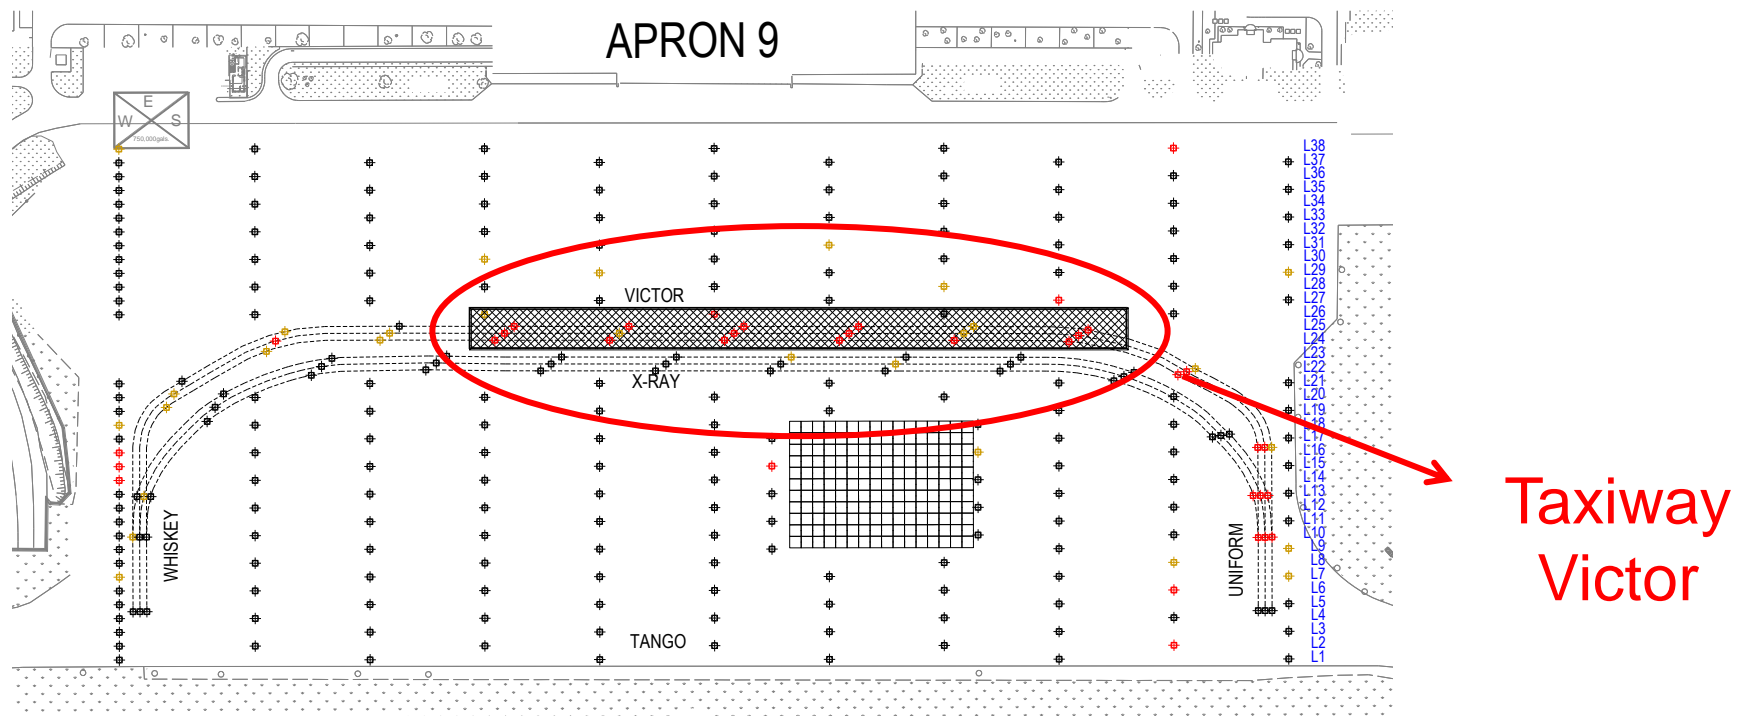 APRON 9
E
W S
750,000gals.
L38
L37
L36
L35
L34
L33
L32
L31
L30
L29
L28
L27
VICTOR
L26
L25
L24
L23
L22
X-RAY
L21
L20
L19
L18
L17
L16
L15
L14
L13
L12
L11
L10
L9
L8
L7
L6
L5
L4
L3
L2
L1
WHISKEY
UNIFORM
TANGO
Taxiway
Victor